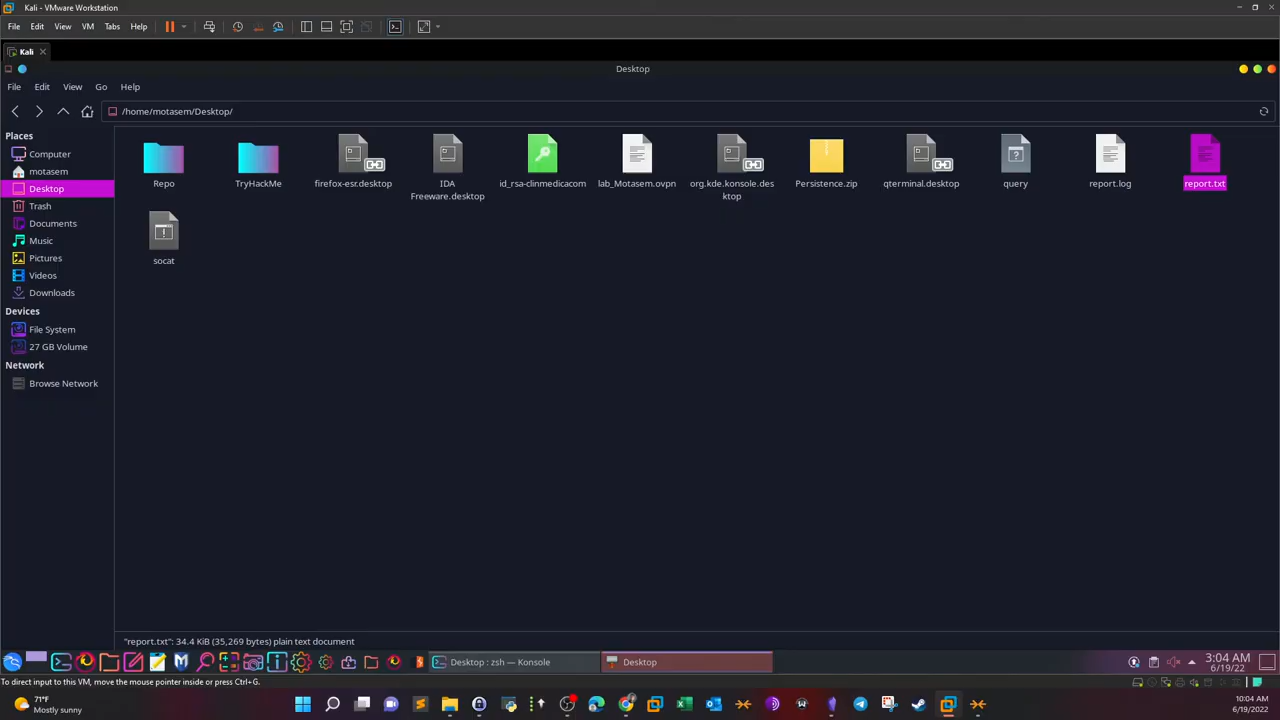 Kali - VMware Workstation
File Edit View VM Tabs Help
Kali
Desktop
File Edit View Go Help
/home/motasem/Desktop/
Places
Computer
motasem
Desktop
Trash
Documents
Music
Pictures
Videos
Downloads
Devices
File System
27 GB Volume
Network
Browse Network
Repo
TryHackMe
firefox-esr.desktop
IDA
Freeware.desktop
id_rsa-clinmedicacom
lab_Motasem.ovpn
org.kde.konsole.des
ktop
Persistence.zip
qterminal.desktop
query
report.log
report.txt
socat
"report.txt": 34.4 KiB (35,269 bytes) plain text document
Desktop : zsh — Konsole
Desktop
3:04 AM
6/19/22
To direct input to this VM, move the mouse pointer inside or press Ctrl+G.
71°F
Mostly sunny
10:04 AM
6/19/2022